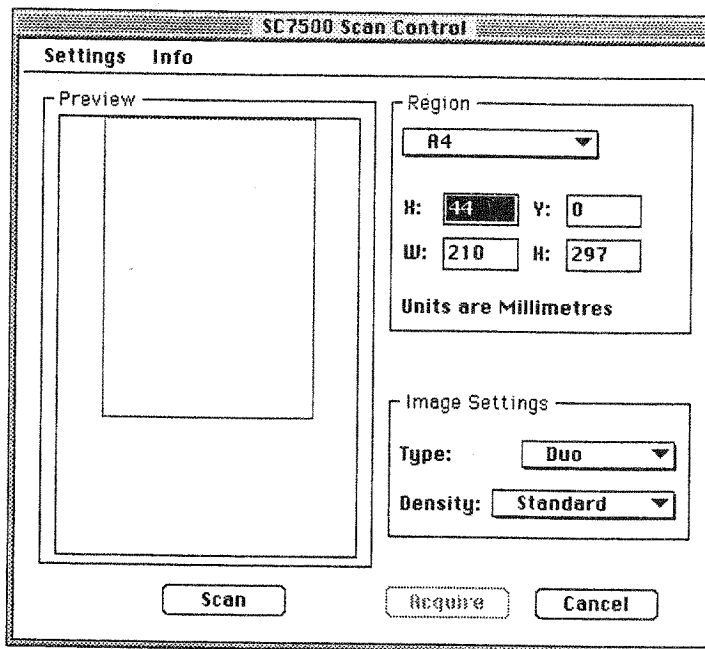 SC7500 Scan Control
Settings Info
Preview
Region
A4
X: 44 Y: 0
W: 210 H: 297
Units are Millimetres
Image Settings
Type: Duo
Density: Standard
Scan Acquire Cancel